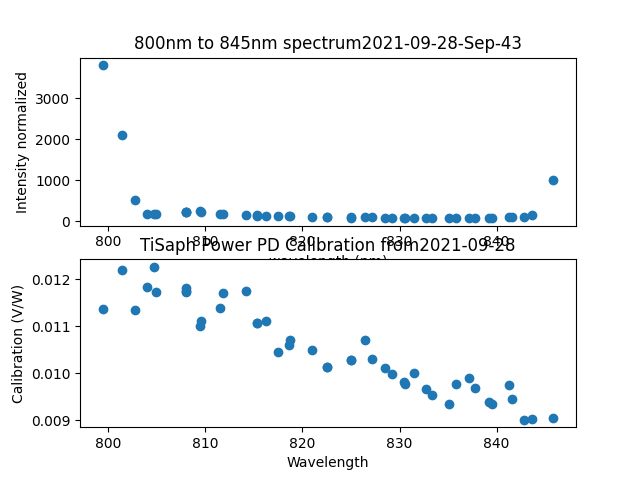 800nm to 845nm spectrum2021-09-28-Sep-43
Intensity normalized
3000
2000
1000
0
800 810 820 830 840
wavelength (nm)
TiSaph Power PD Calibration from2021-09-28
Calibration (V/W)
0.012
0.011
0.010
0.009
800 810 820 830 840
Wavelength